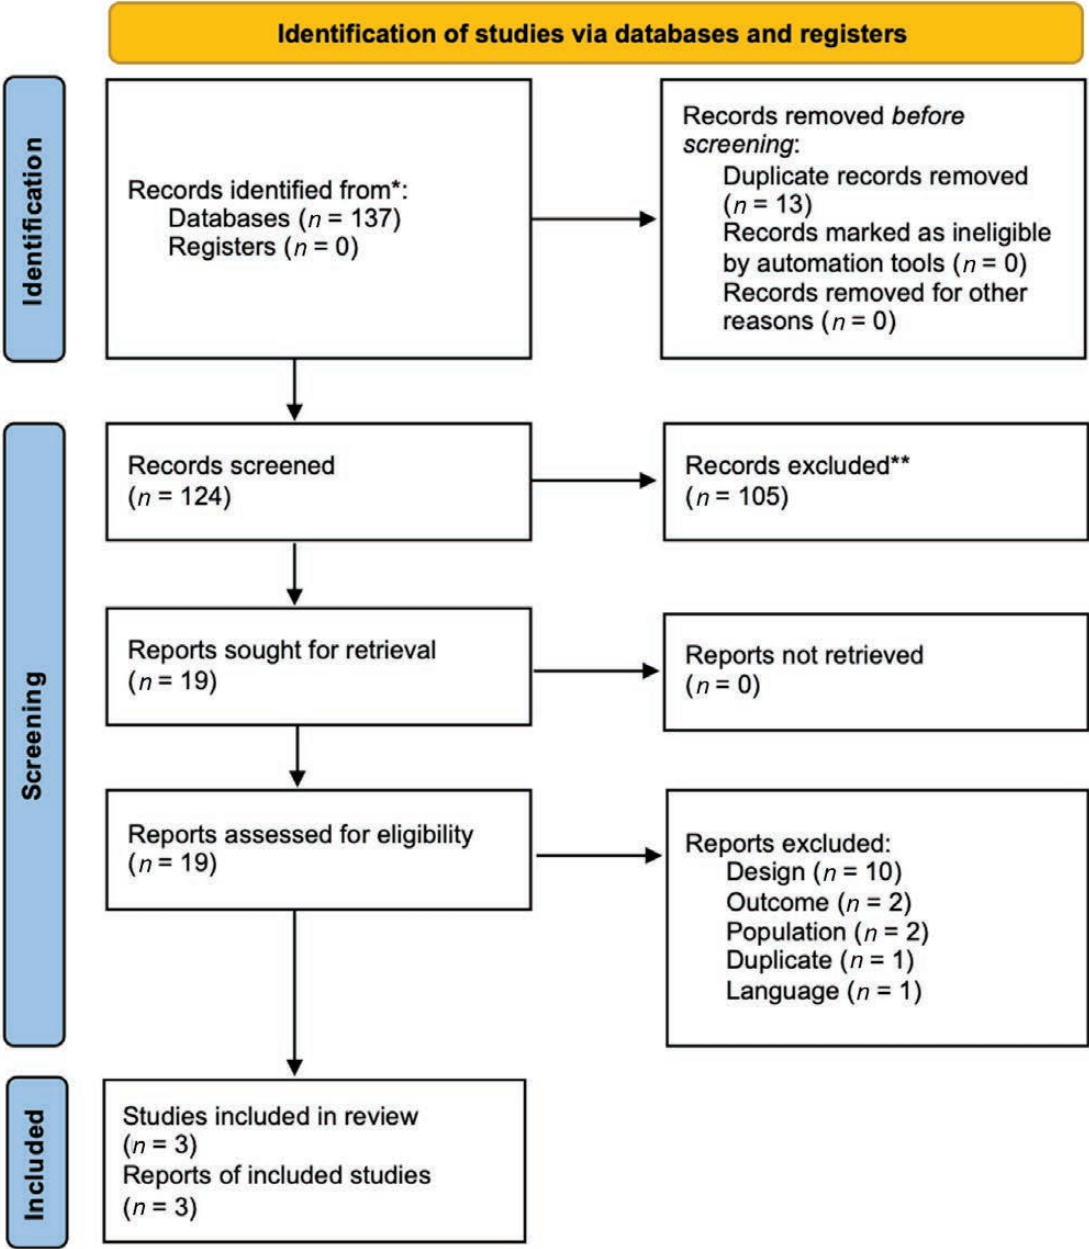 Identification of studies via databases and registers
Identification
Records identified from*:
Databases (n = 137)
Registers (n = 0)
Records removed before
screening:
Duplicate records removed
(n = 13)
Records marked as ineligible
by automation tools (n = 0)
Records removed for other
reasons (n = 0)
Screening
Records screened
(n = 124)
Records excluded**
(n = 105)
Reports sought for retrieval
(n = 19)
Reports not retrieved
(n = 0)
Reports assessed for eligibility
(n = 19)
Reports excluded:
Design (n = 10)
Outcome (n = 2)
Population (n = 2)
Duplicate (n = 1)
Language (n = 1)
Included
Studies included in review
(n = 3)
Reports of included studies
(n = 3)